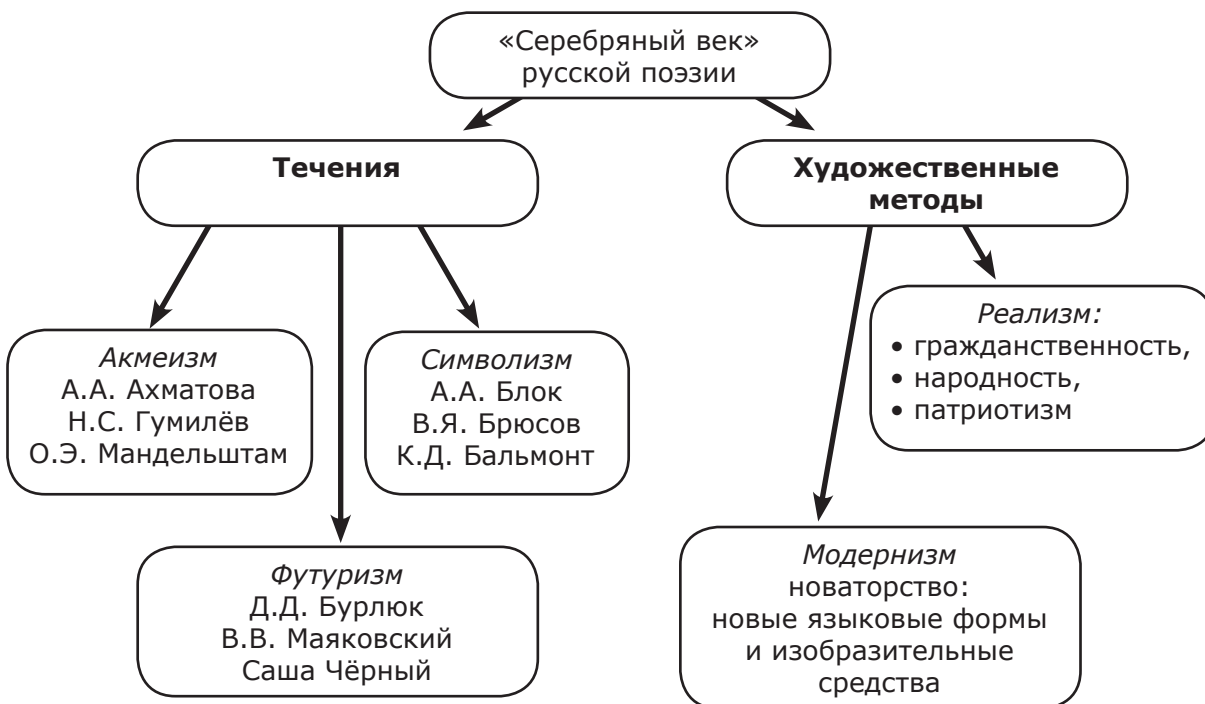 «Серебряный век»
русской поэзии
Течения
Художественные
методы
Акмеизм
А.А. Ахматова
Н.С. Гумилёв
О.Э. Мандельштам
Символизм
А.А. Блок
В.Я. Брюсов
К.Д. Бальмонт
Реализм:
• гражданственность,
• народность,
• патриотизм
Футуризм
Д.Д. Бурлюк
В.В. Маяковский
Саша Чёрный
Модернизм
новаторство:
новые языковые формы
и изобразительные
средства